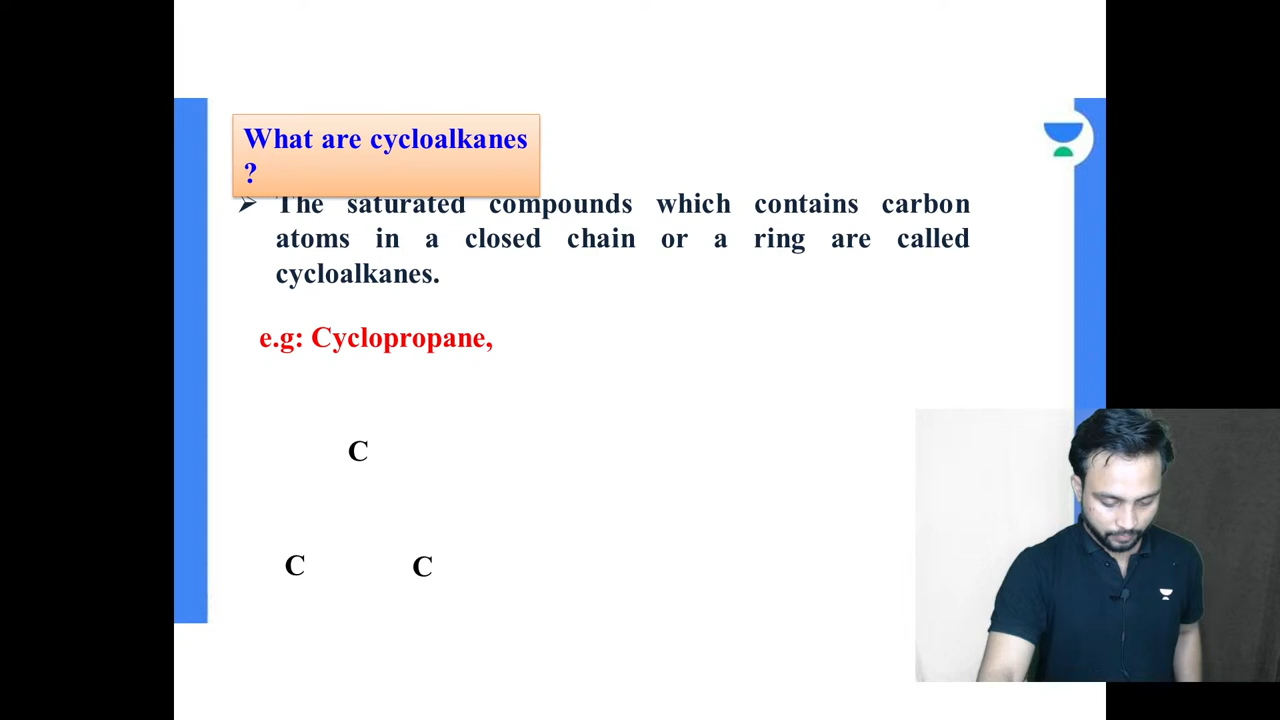 What are cycloalkanes
?
➢ The saturated compounds which contains carbon
atoms in a closed chain or a ring are called
cycloalkanes.
e.g: Cyclopropane,
C
C C